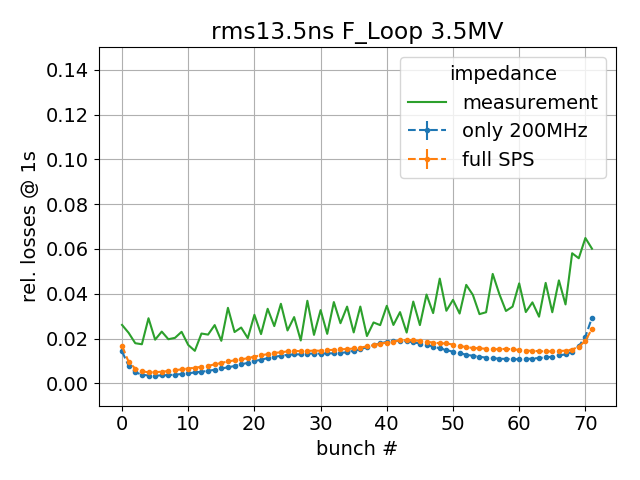 rms13.5ns F_Loop 3.5MV
impedance
measurement
only 200MHz
full SPS
rel. losses @ 1s
0.14
0.12
0.10
0.08
0.06
0.04
0.02
0.00
0 10 20 30 40 50 60 70
bunch #